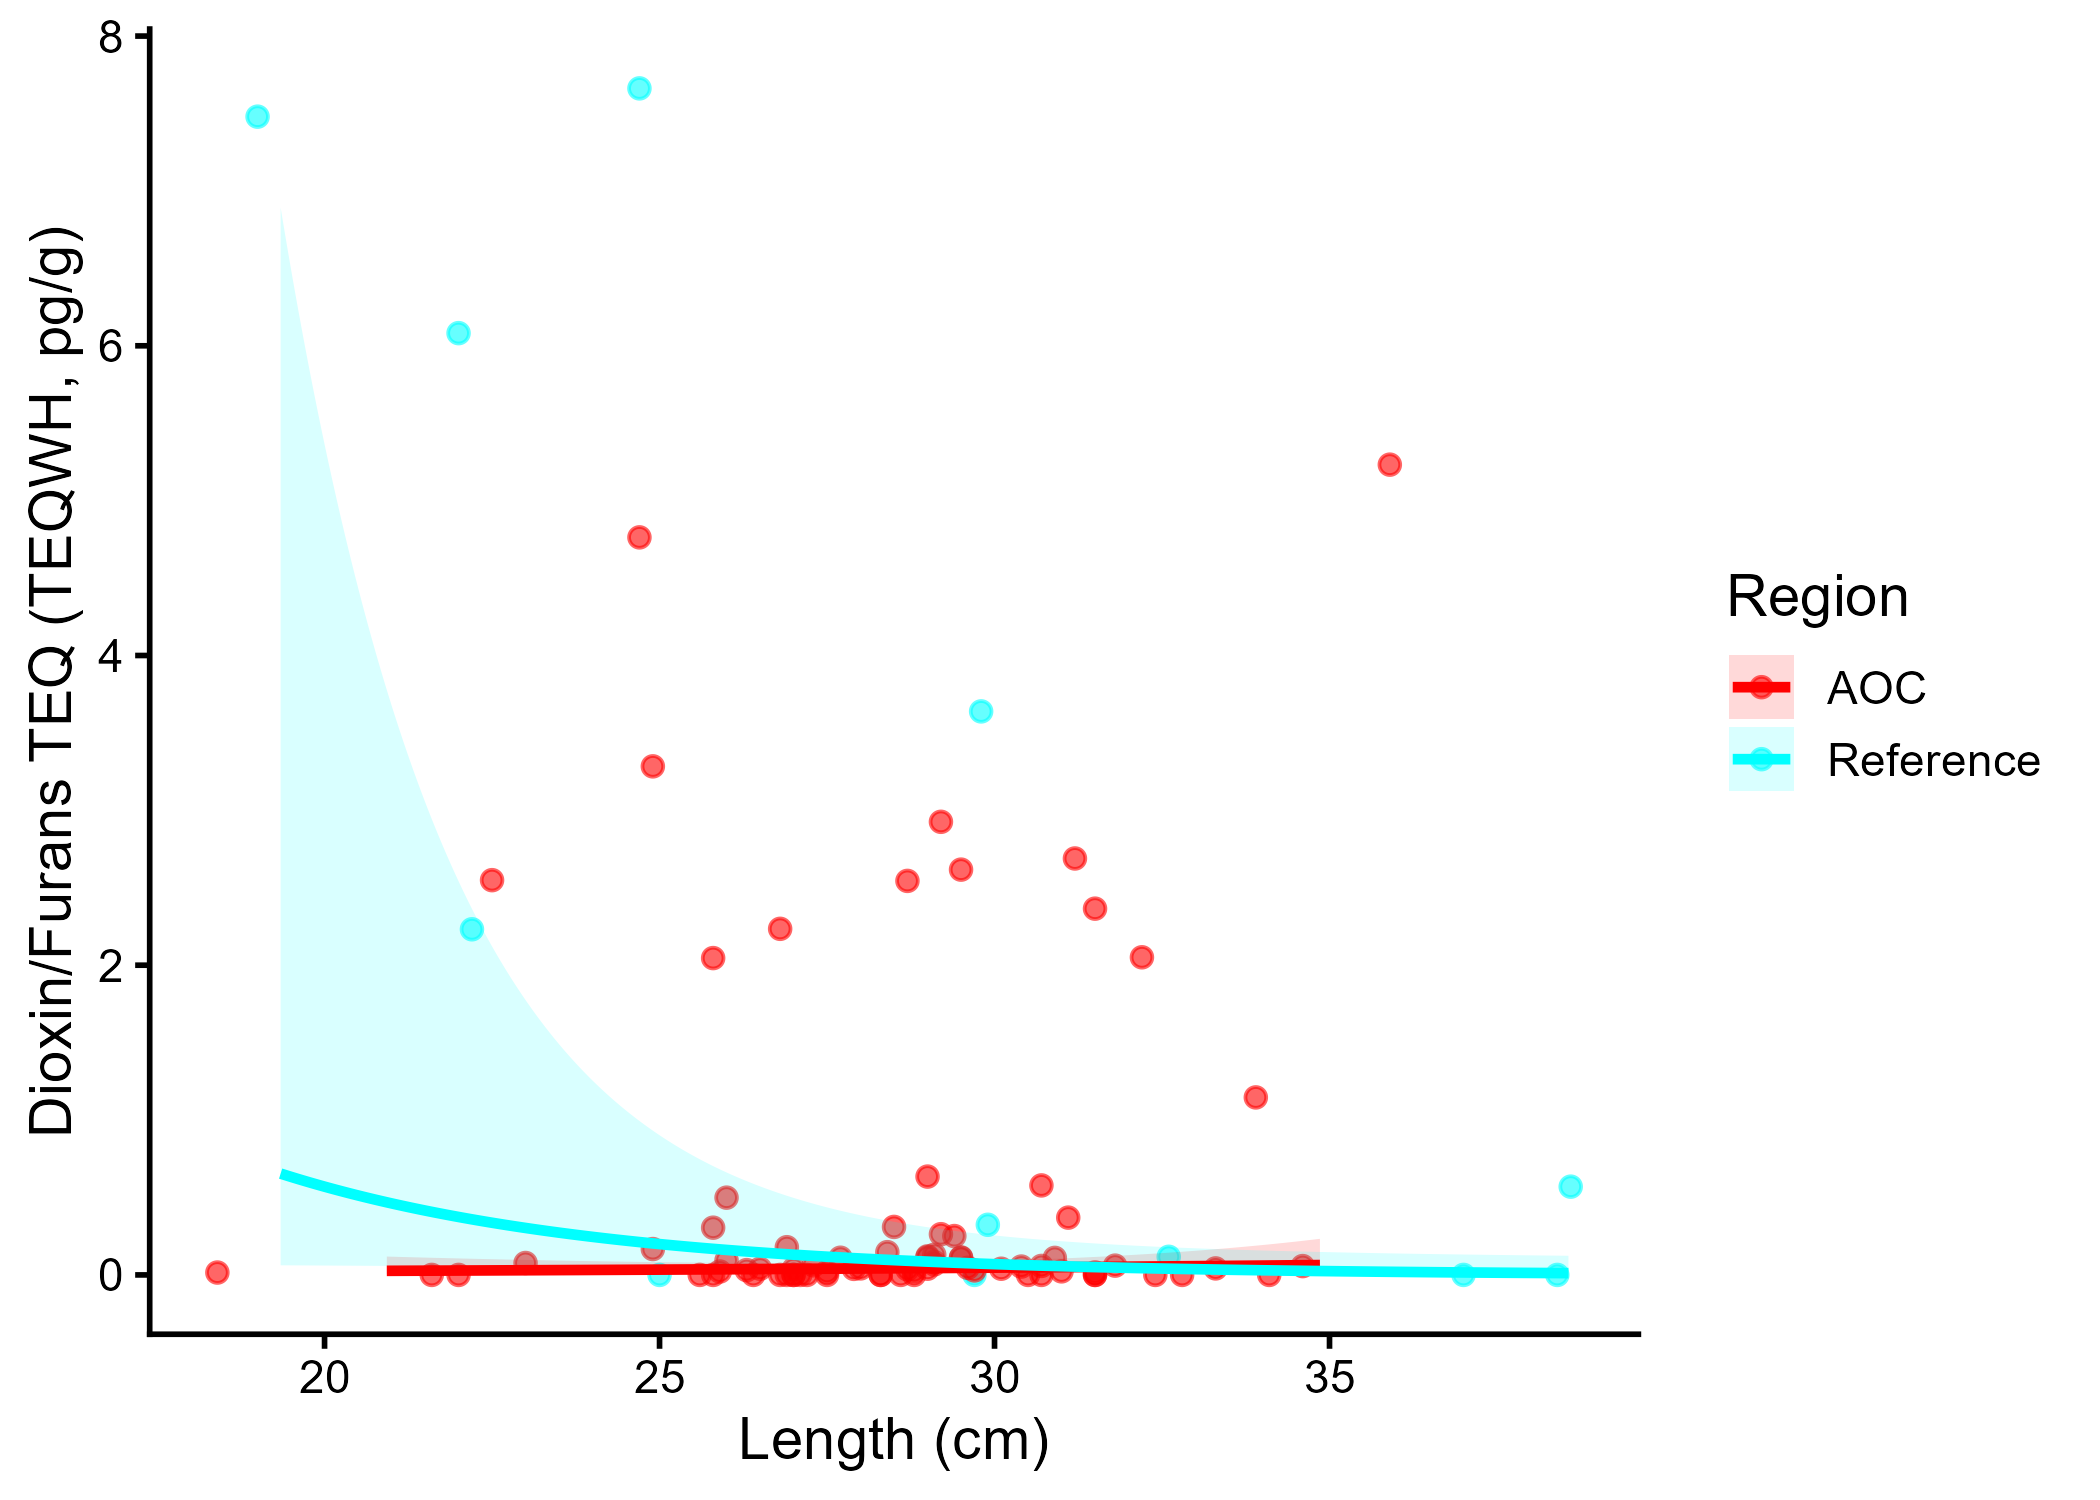 Dioxin/Furans TEQ (TEQWH, pg/g)
8
6
4
2
0
20 25 30 35
Length (cm)
Region
AOC
Reference